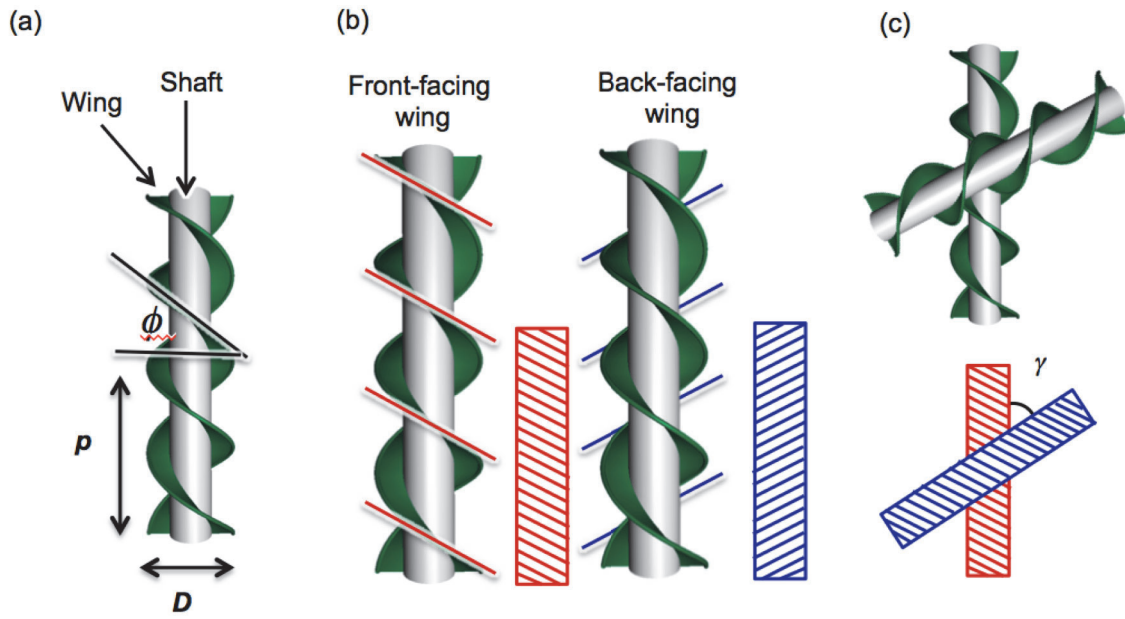 (a)
(b)
(c)
Shaft
Wing
Front-facing
wing
Back-facing
wing
ϕ
p
D
γ